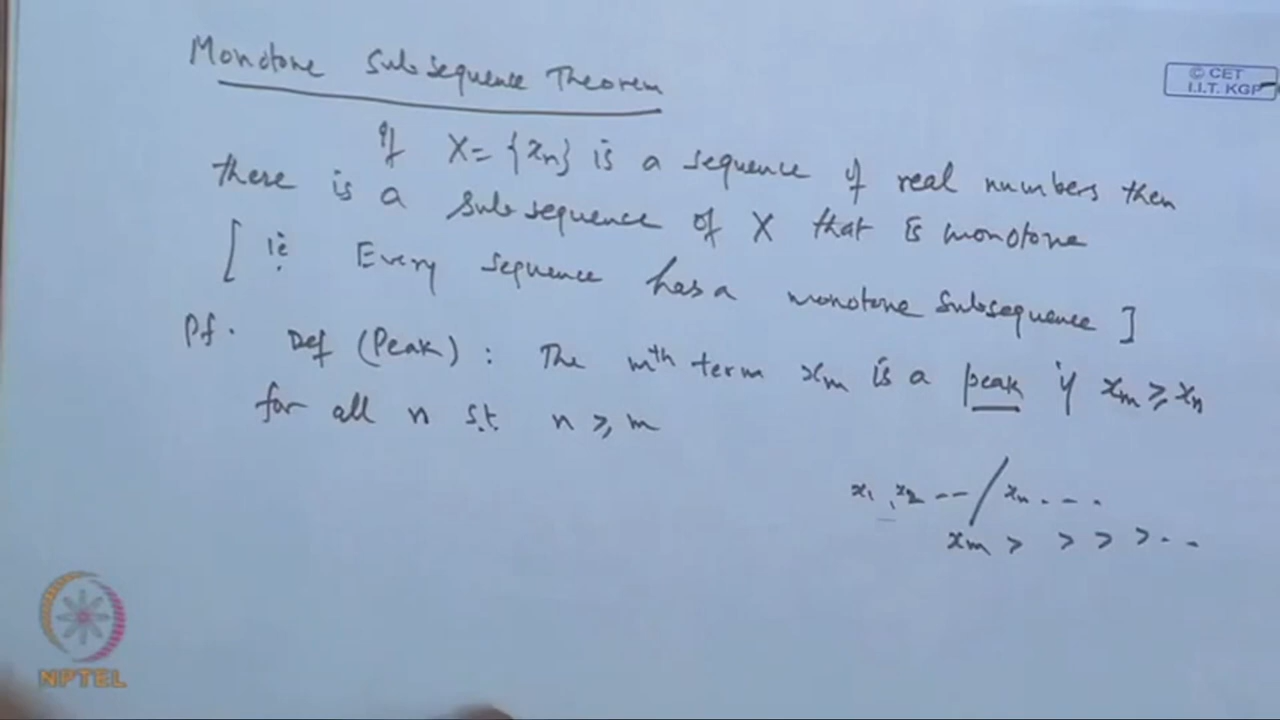 Monotone Subsequence Theorem
© CET
I.I.T. KGP
If X = {xn} is a sequence of real numbers then
there is a subsequence of X that is monotone
[ ie Every sequence has a monotone subsequence ]
Pf. Def (Peak) : The mth term xm is a peak if xm ≥ xn
for all n s.t. n ≥ m
x1, x2 -- / xn . - - .
xm > > > > . - -
NPTEL